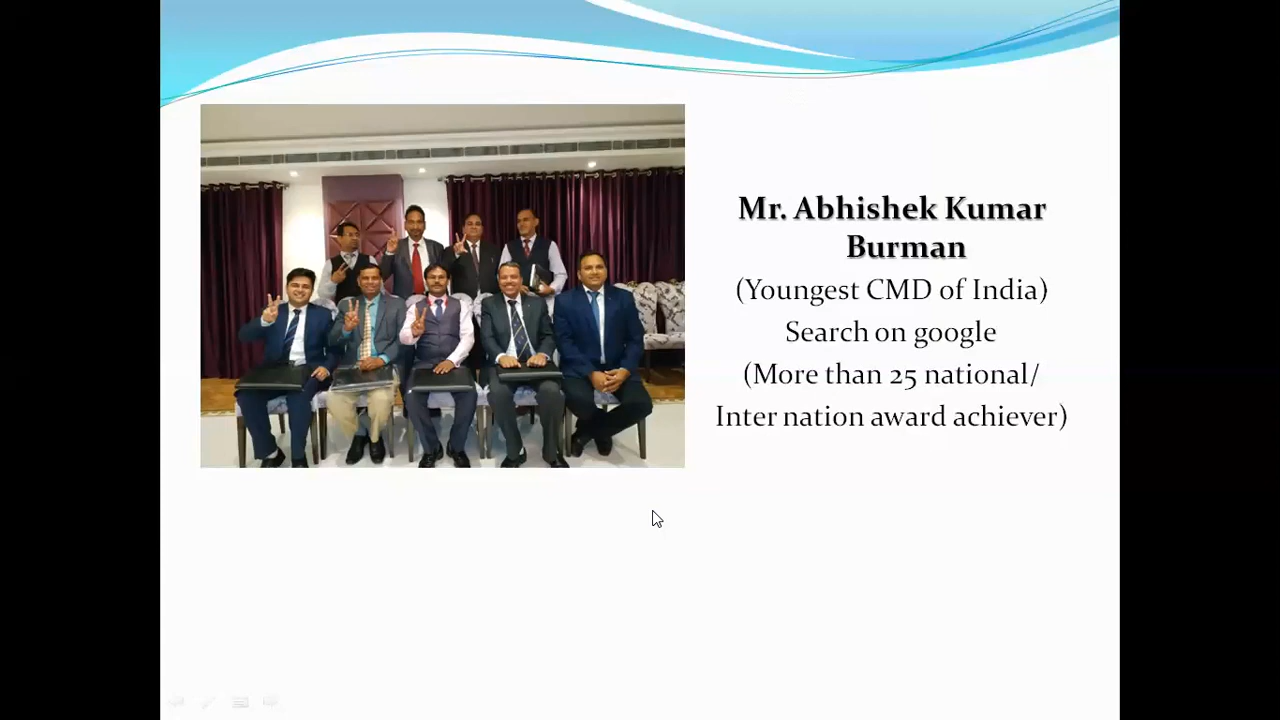 Mr. Abhishek Kumar
Burman
(Youngest CMD of India)
Search on google
(More than 25 national/
Inter nation award achiever)